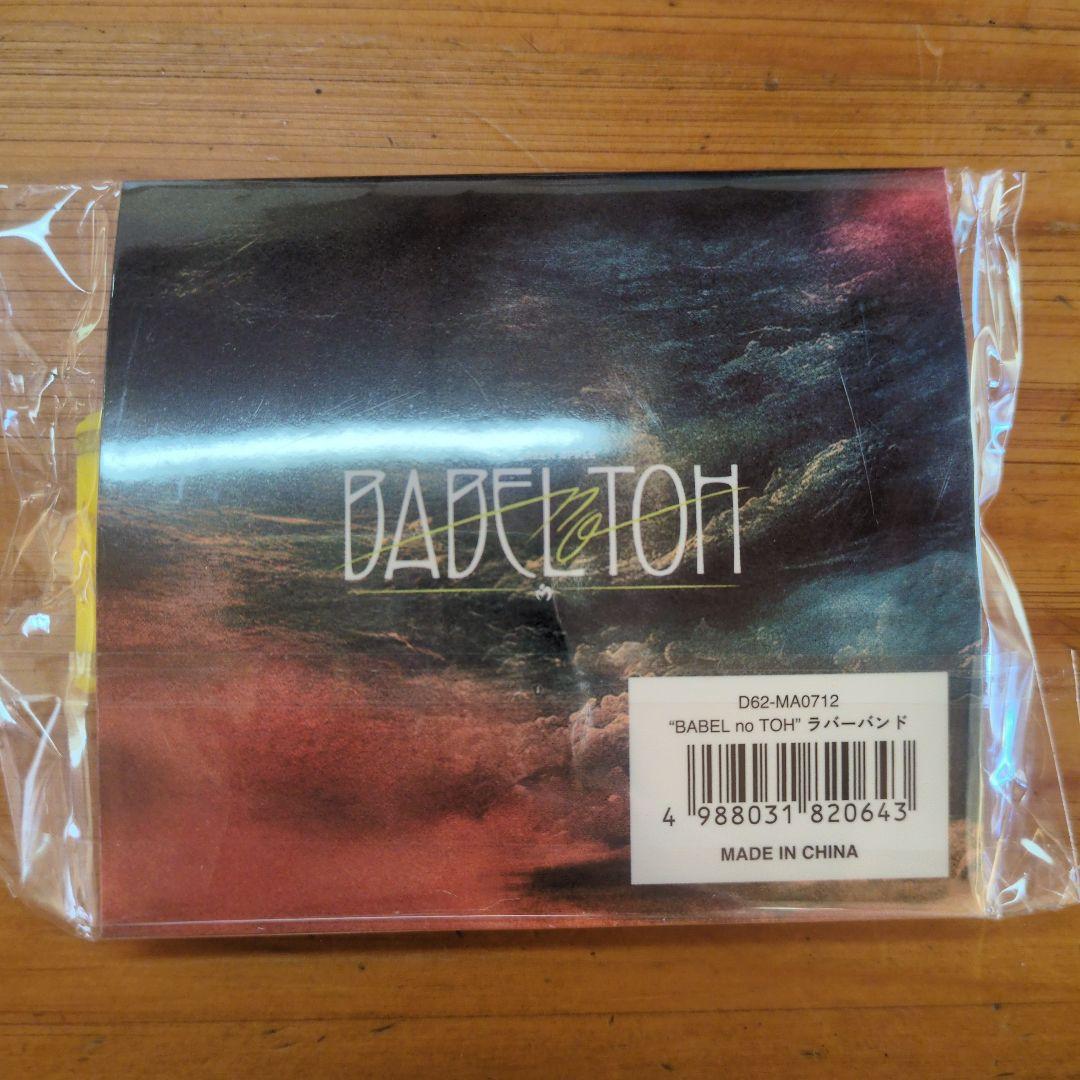 BABEL no TOH
D62-MA0712
“BABEL no TOH” ラバーバンド
4 988031 820643
MADE IN CHINA